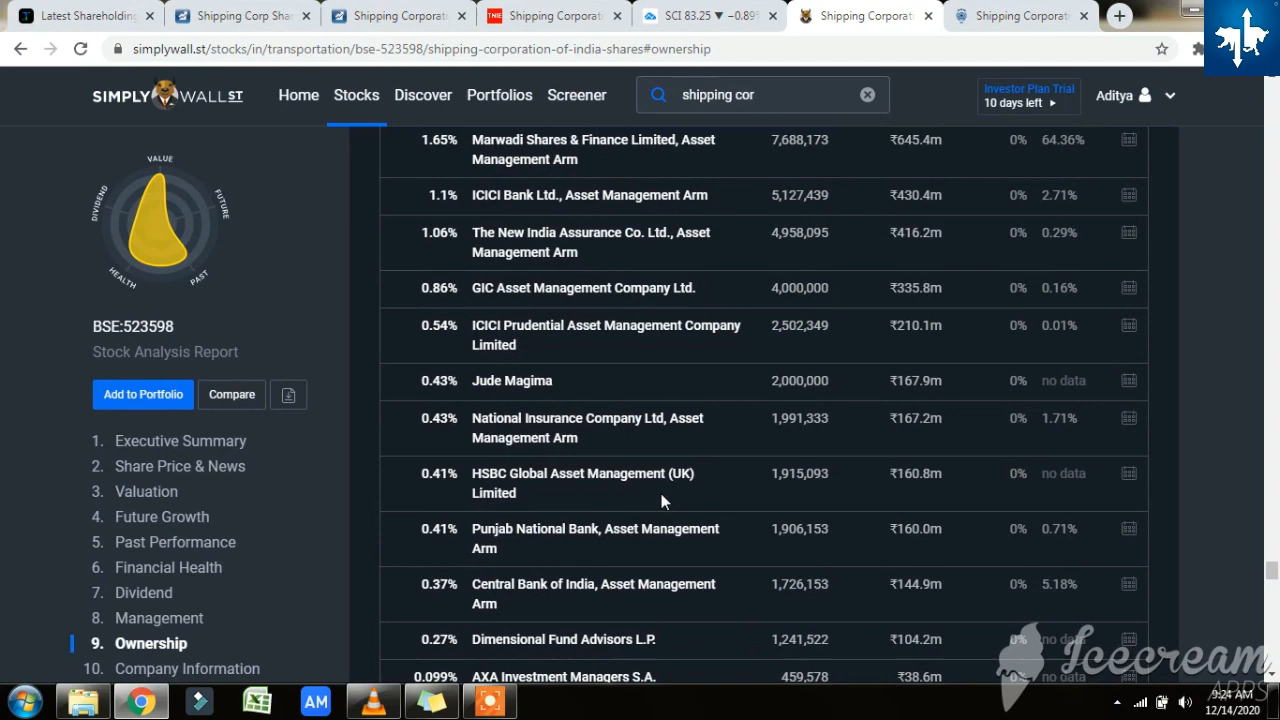 Latest Shareholding
Shipping Corp Shar
Shipping Corporati
Shipping Corporati
SCI 83.25 ▼ −0.89%
Shipping Corporati
Shipping Corporati
simplywall.st/stocks/in/transportation/bse-523598/shipping-corporation-of-india-shares#ownership
SIMPLY WALL ST
Home Stocks Discover Portfolios Screener
shipping cor
Investor Plan Trial
10 days left ▸
Aditya
VALUE
FUTURE
PAST
HEALTH
DIVIDEND
BSE:523598
Stock Analysis Report
Add to Portfolio
Compare
1. Executive Summary
2. Share Price & News
3. Valuation
4. Future Growth
5. Past Performance
6. Financial Health
7. Dividend
8. Management
9. Ownership
10. Company Information
1.65% Marwadi Shares & Finance Limited, Asset 7,688,173 ₹645.4m 0% 64.36%
Management Arm
1.1% ICICI Bank Ltd., Asset Management Arm 5,127,439 ₹430.4m 0% 2.71%
1.06% The New India Assurance Co. Ltd., Asset 4,958,095 ₹416.2m 0% 0.29%
Management Arm
0.86% GIC Asset Management Company Ltd. 4,000,000 ₹335.8m 0% 0.16%
0.54% ICICI Prudential Asset Management Company 2,502,349 ₹210.1m 0% 0.01%
Limited
0.43% Jude Magima 2,000,000 ₹167.9m 0% no data
0.43% National Insurance Company Ltd, Asset 1,991,333 ₹167.2m 0% 1.71%
Management Arm
0.41% HSBC Global Asset Management (UK) 1,915,093 ₹160.8m 0% no data
Limited
0.41% Punjab National Bank, Asset Management 1,906,153 ₹160.0m 0% 0.71%
Arm
0.37% Central Bank of India, Asset Management 1,726,153 ₹144.9m 0% 5.18%
Arm
0.27% Dimensional Fund Advisors L.P. 1,241,522 ₹104.2m 0% no data
0.099% AXA Investment Managers S.A. 459,578 ₹38.6m 0% no data
Icecream
APPS
AM
9:24 AM
12/14/2020